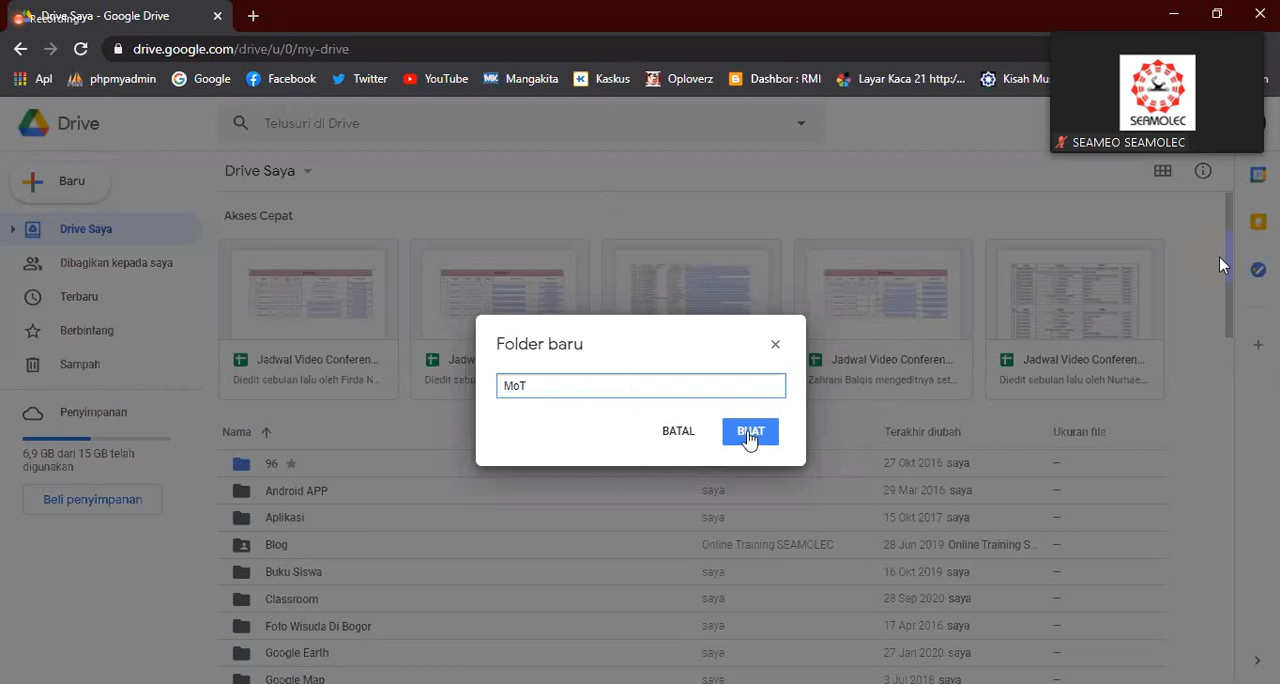 Drive Saya - Google Drive
Recording
drive.google.com/drive/u/0/my-drive
Apl phpmyadmin Google Facebook Twitter YouTube Mangakita Kaskus Oploverz Dashbor : RMI Layar Kaca 21 http:/... Kisah Mus
SEAMOLEC
SEAMEO SEAMOLEC
Drive
Telusuri di Drive
Baru
Drive Saya
Dibagikan kepada saya
Terbaru
Berbintang
Sampah
Penyimpanan
6,9 GB dari 15 GB telah
digunakan
Beli penyimpanan
Drive Saya
Akses Cepat
Jadwal Video Conferen...
Diedit sebulan lalu oleh Firda N...
Jadwal Video Conferen...
Zahrani Balqis mengeditnya set...
Jadwal Video Conferen...
Diedit sebulan lalu oleh Nurhae...
Folder baru
MoT
BATAL
BUAT
Nama Terakhir diubah Ukuran file
96 27 Okt 2016 saya —
Android APP saya 29 Mar 2016 saya —
Aplikasi saya 15 Okt 2017 saya —
Blog Online Training SEAMOLEC 28 Jun 2019 Online Training S... —
Buku Siswa saya 16 Okt 2019 saya —
Classroom saya 28 Sep 2020 saya —
Foto Wisuda Di Bogor saya 17 Apr 2016 saya —
Google Earth saya 27 Jan 2020 saya —
Google Map saya 3 Jul 2018 saya —